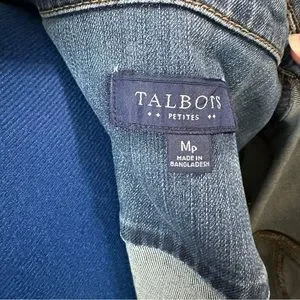 TALBOTS
PETITES
MP
MADE IN
BANGLADESH